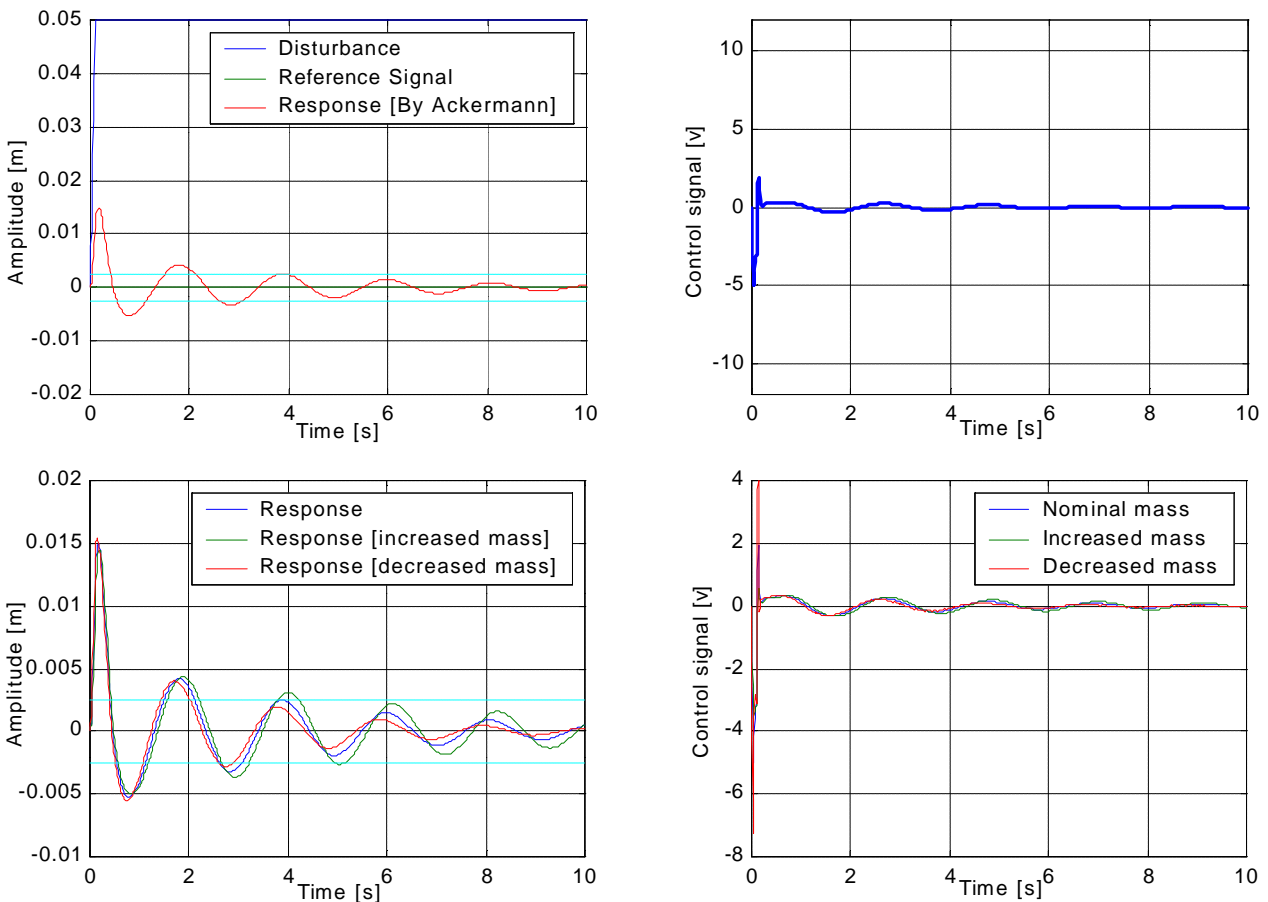 0.05
0.04
0.03
0.02
0.01
0
-0.01
-0.02
Amplitude [m]
Disturbance
Reference Signal
Response [By Ackermann]
0 2 4 6 8 10
Time [s]
10
5
0
-5
-10
Control signal [v]
0 2 4 6 8 10
Time [s]
0.02
0.015
0.01
0.005
0
-0.005
-0.01
Amplitude [m]
Response
Response [increased mass]
Response [decreased mass]
0 2 4 6 8 10
Time [s]
4
2
0
-2
-4
-6
-8
Control signal [v]
Nominal mass
Increased mass
Decreased mass
0 2 4 6 8 10
Time [s]